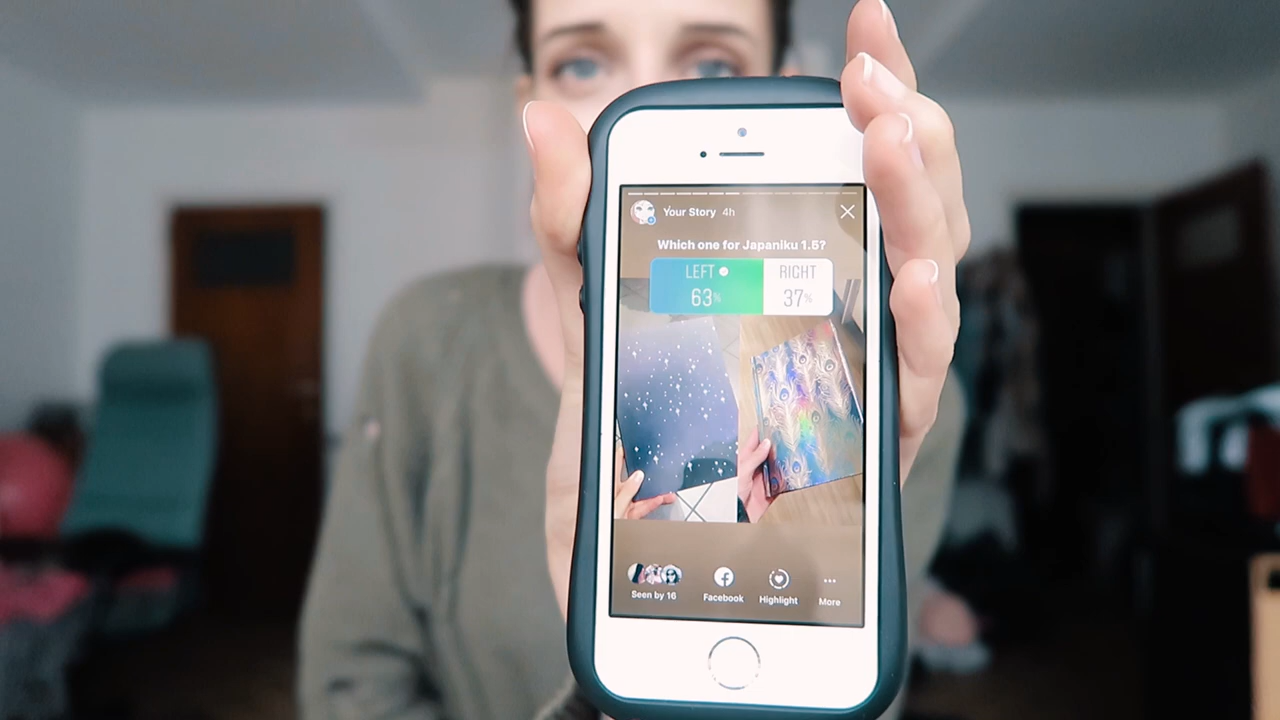 Your Story 4h
Which one for Japaniku 1.5?
LEFT RIGHT
63% 37%
Seen by 16 Facebook Highlight More